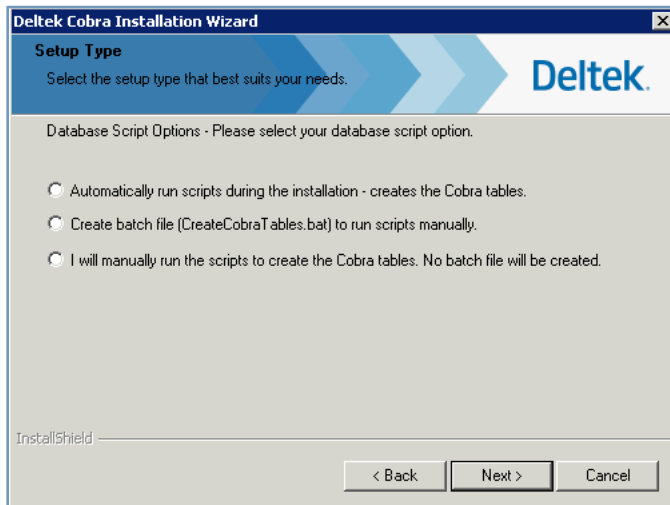 Deltek Cobra Installation Wizard
Setup Type
Select the setup type that best suits your needs.
Deltek.
Database Script Options - Please select your database script option.
Automatically run scripts during the installation - creates the Cobra tables.
Create batch file (CreateCobraTables.bat) to run scripts manually.
I will manually run the scripts to create the Cobra tables. No batch file will be created.
InstallShield
< Back Next > Cancel